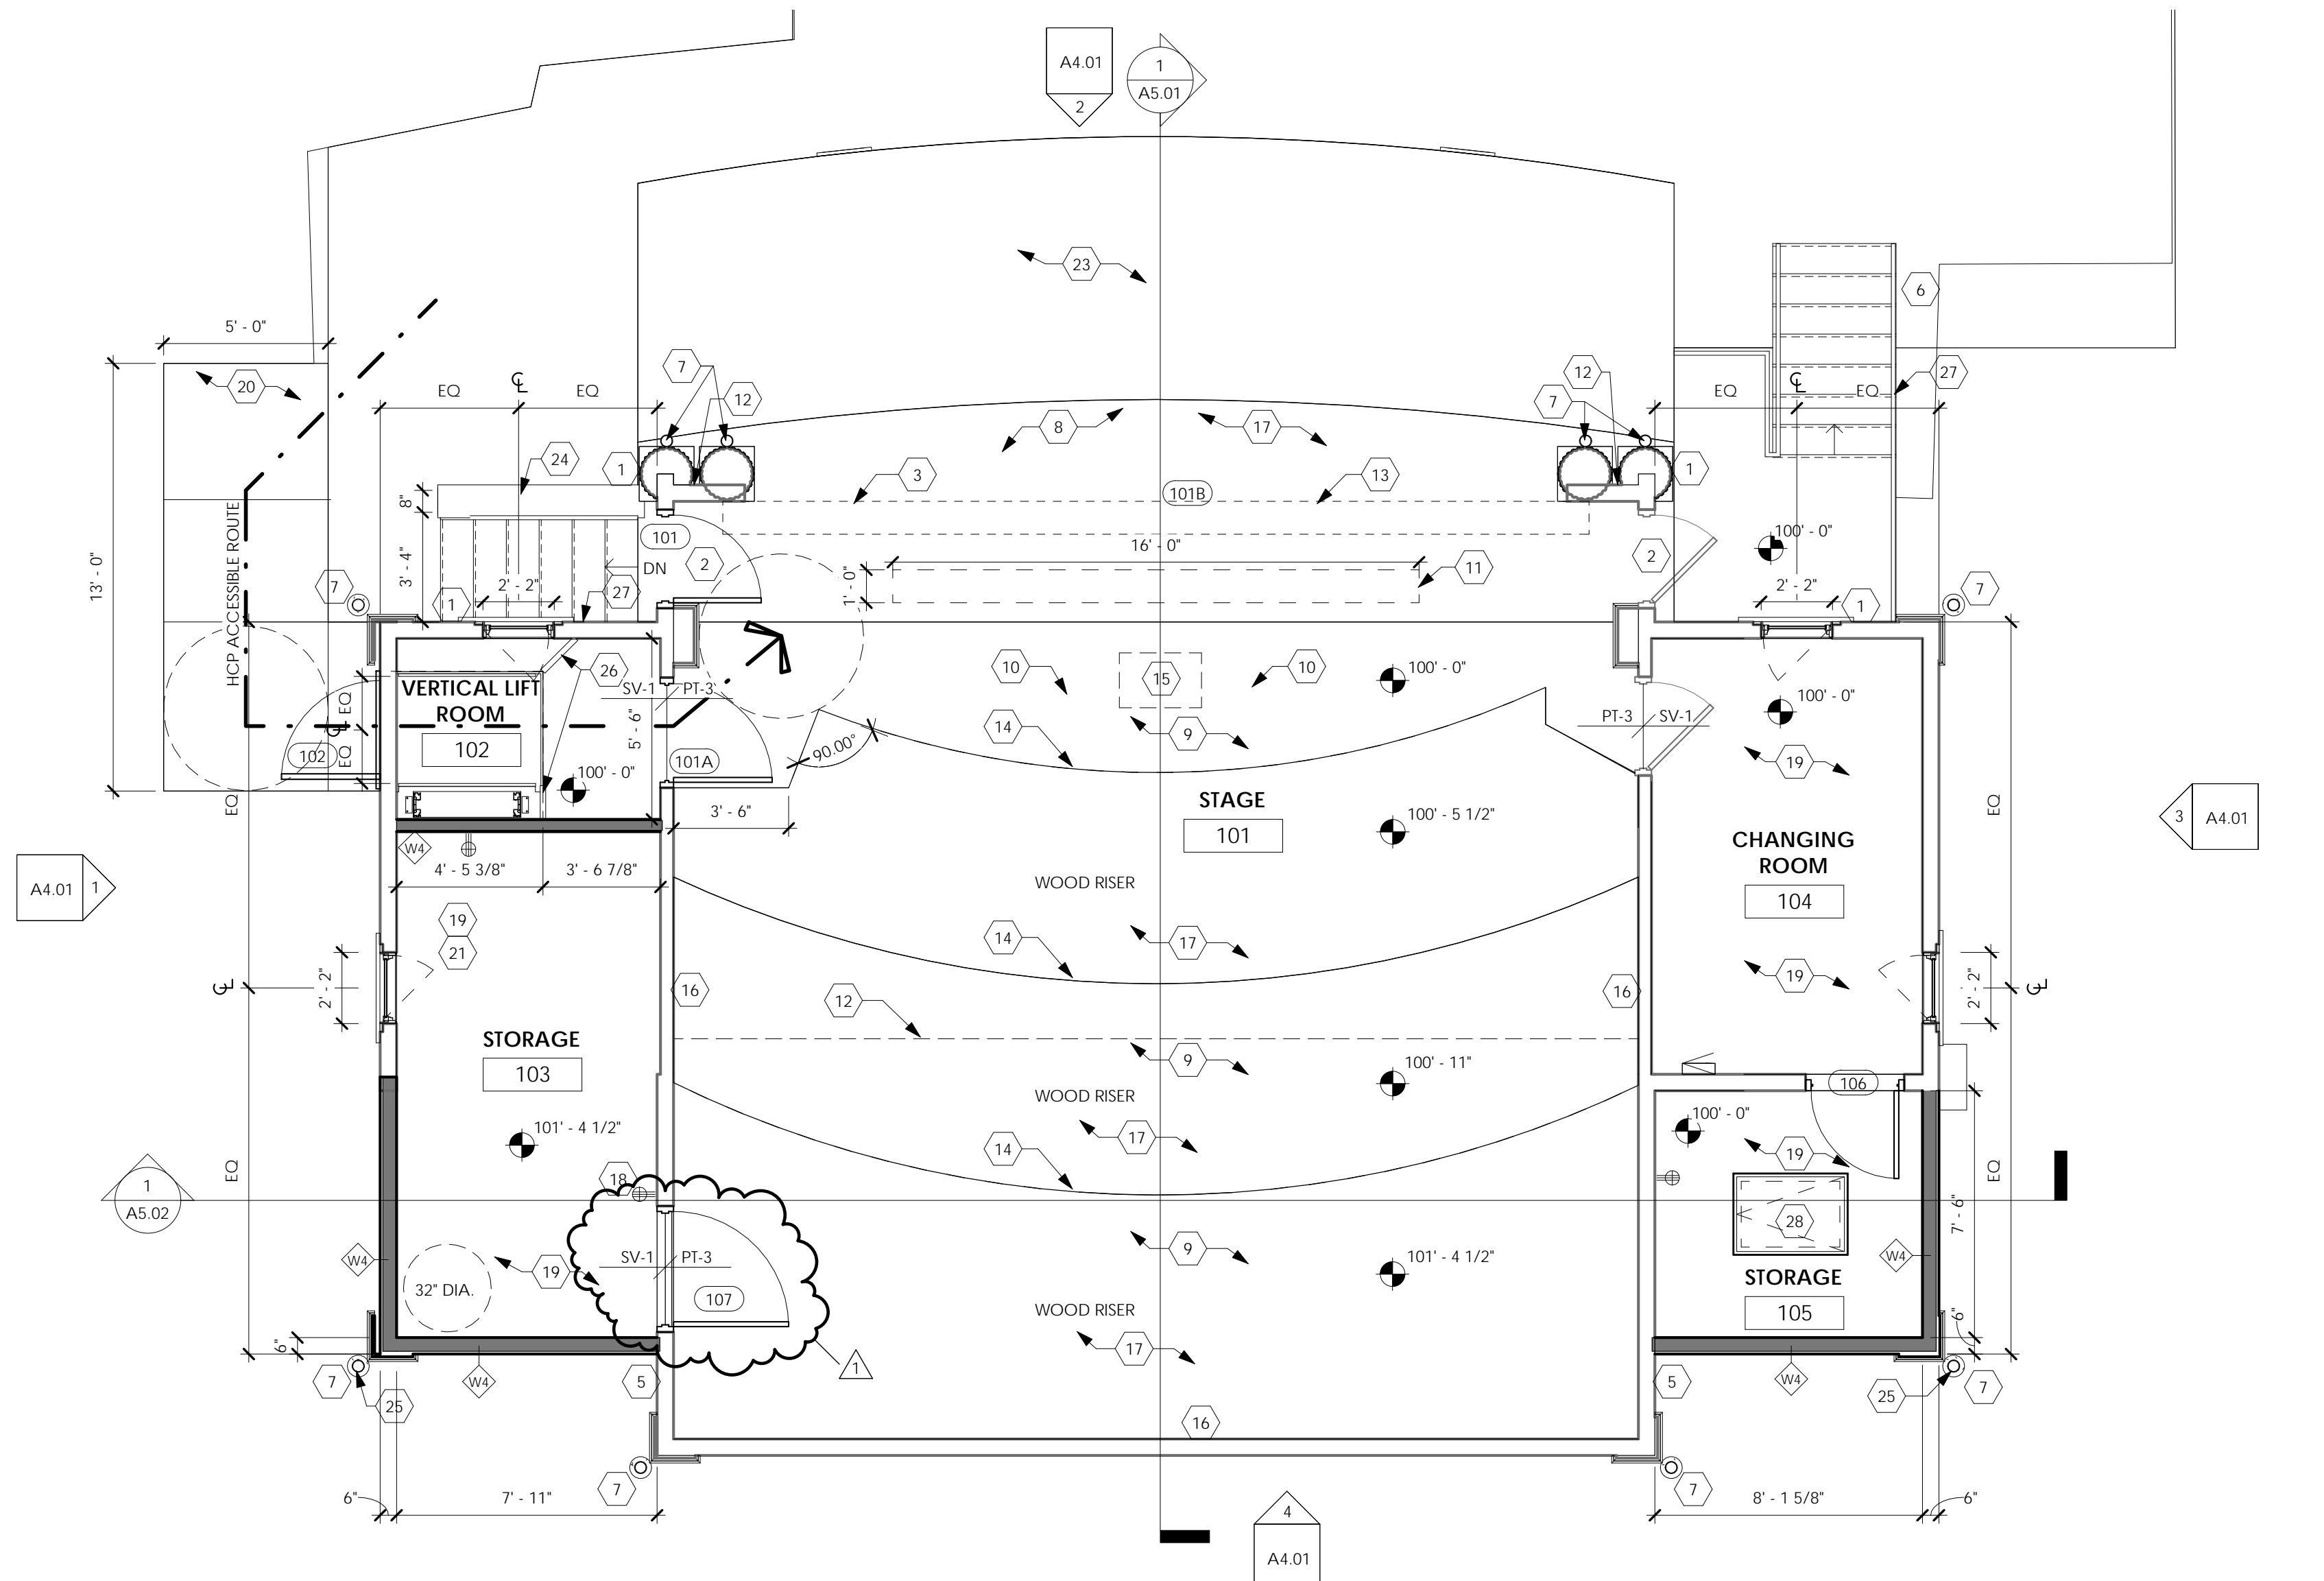 A4.01
2
1
A5.01
23
6
5' - 0"
20
EQ
CL
EQ
7
12
12
7
EQ
CL
EQ
27
8
17
24
1
3
13
1
101B
8"
HCP ACCESSIBLE ROUTE
101
2
16' - 0"
2
100' - 0"
13' - 0"
3' - 4"
DN
11
7
2' - 2"
27
1' - 0"
2' - 2"
7
1
1
26
10
15
10
100' - 0"
VERTICAL LIFT
ROOM
102
SV-1
PT-3
100' - 0"
EQ
CL
EQ
5' - 6"
14
9
PT-3
SV-1
102
101A
90.00°
19
100' - 0"
EQ
3' - 6"
STAGE
101
100' - 5 1/2"
EQ
3
A4.01
W4
CHANGING
ROOM
104
4' - 5 3/8"
3' - 6 7/8"
A4.01
1
WOOD RISER
19
21
14
17
CL
2' - 2"
16
12
16
19
2' - 2"
CL
STORAGE
103
9
100' - 11"
106
WOOD RISER
101' - 4 1/2"
17
100' - 0"
EQ
14
19
EQ
18
1
A5.02
28
7' - 6"
SV-1
PT-3
9
101' - 4 1/2"
W4
19
W4
32" DIA.
107
STORAGE
105
WOOD RISER
6"
6"
17
1
7
W4
5
5
W4
25
7
25
16
7
7
6"
7' - 11"
8' - 1 5/8"
6"
4
A4.01